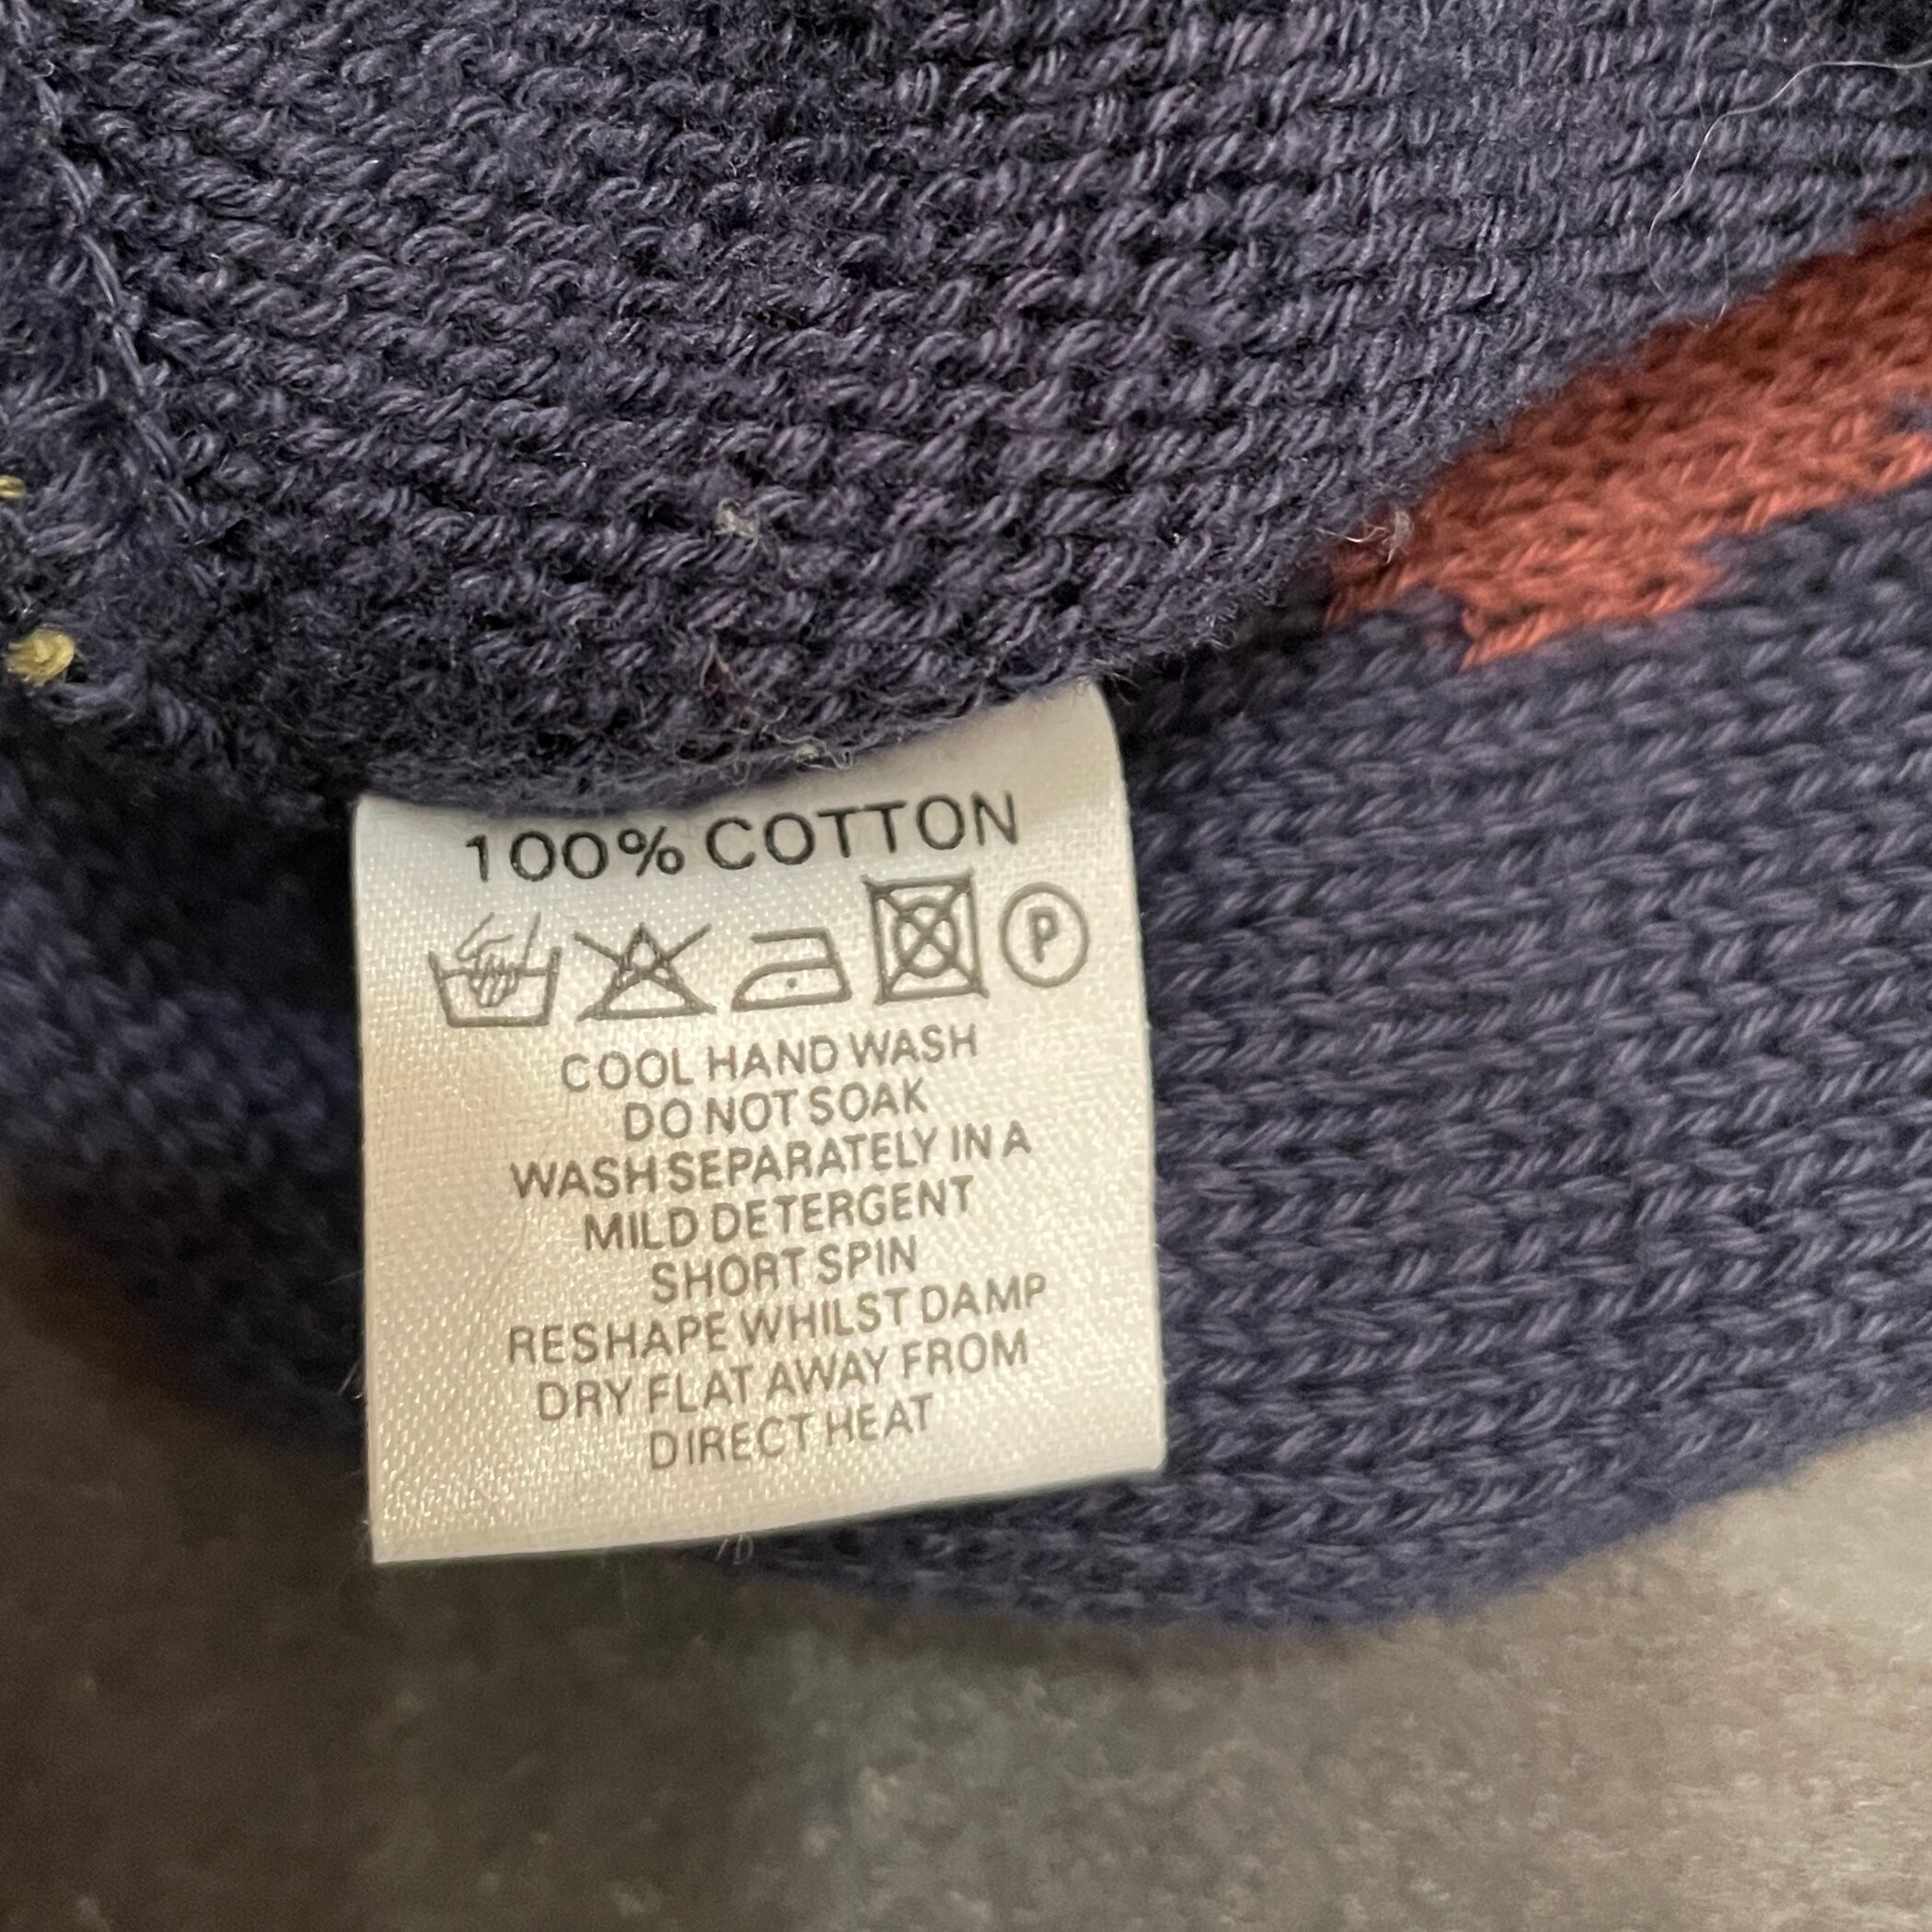 100% COTTON
P
COOL HAND WASH
DO NOT SOAK
WASH SEPARATELY IN A
MILD DETERGENT
SHORT SPIN
RESHAPE WHILST DAMP
DRY FLAT AWAY FROM
DIRECT HEAT